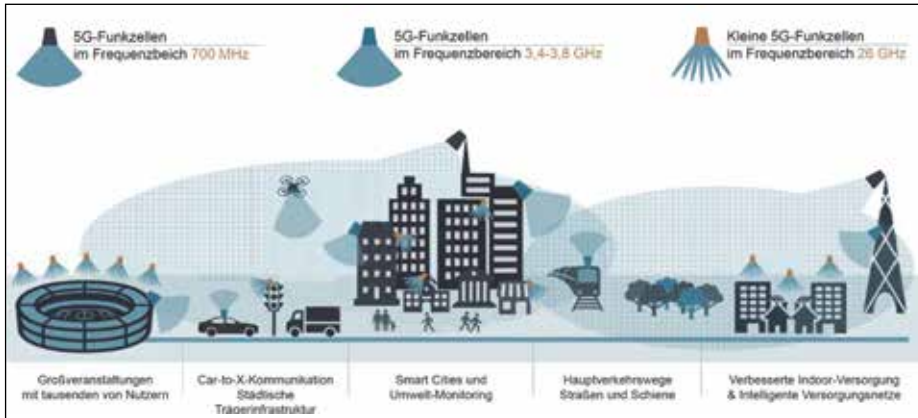 5G-Funkzellen
im Frequenzbeich 700 MHz
5G-Funkzellen
im Frequenzbereich 3,4-3,8 GHz
Kleine 5G-Funkzellen
im Frequenzbereich 26 GHz
Großveranstaltungen
mit tausenden von Nutzern
Car-to-X-Kommunikation
Städtische
Trägerinfrastruktur
Smart Cities und
Umwelt-Monitoring
Hauptverkehrswege
Straßen und Schiene
Verbesserte Indoor-Versorgung
& Intelligente Versorgungsnetze